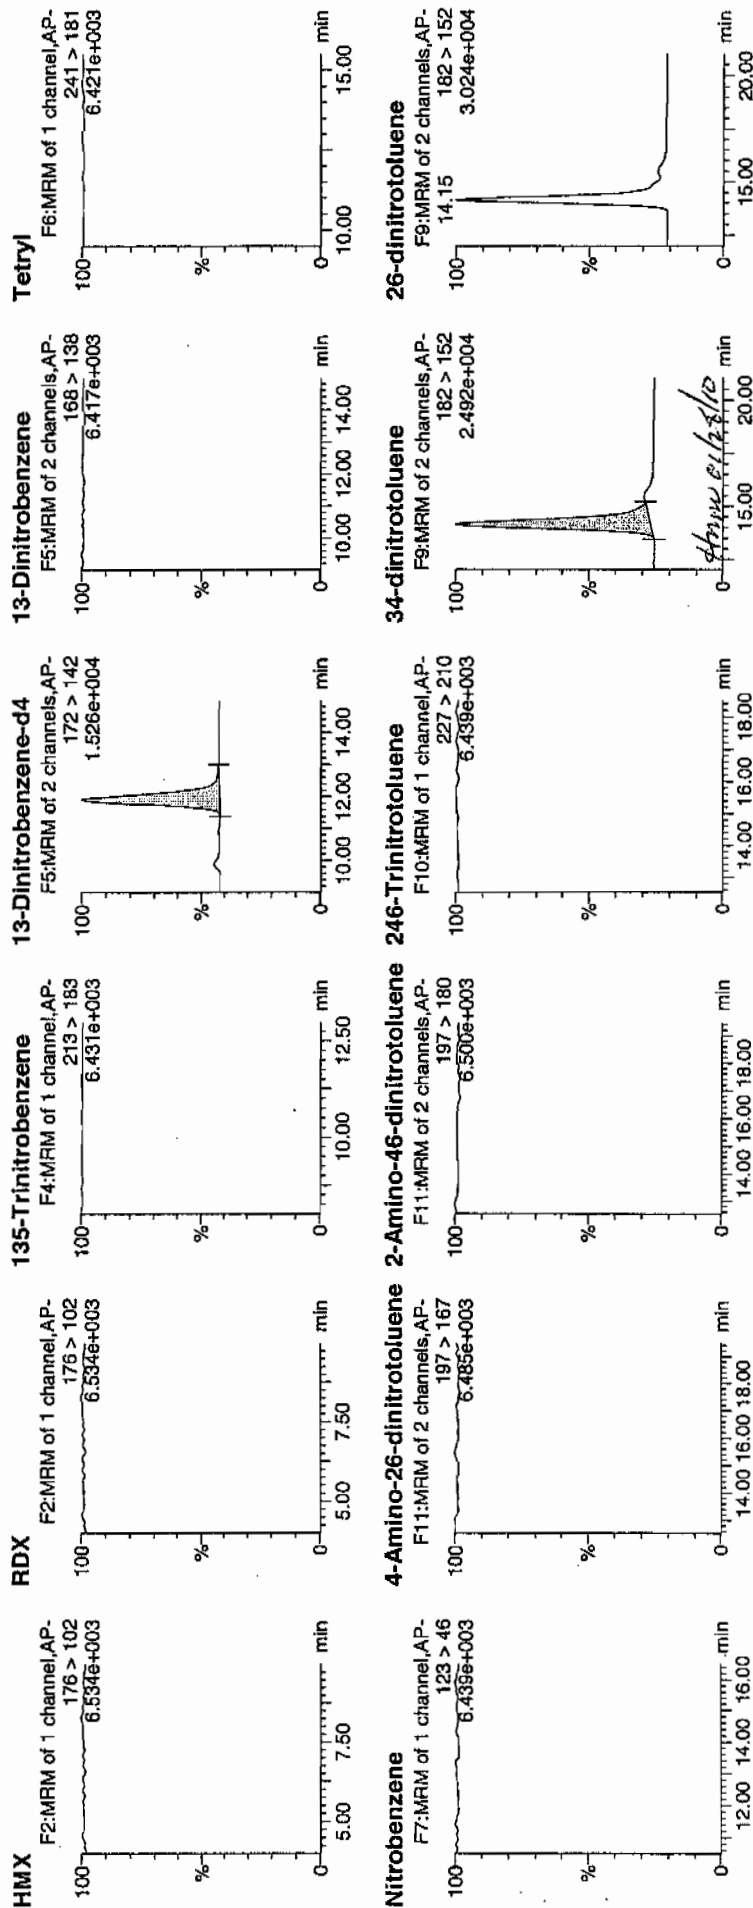 HMX
F2:MRM of 1 channel,AP-
176 > 102
6.534e+003
100
%
0
5.00
7.50
min
RDX
F2:MRM of 1 channel,AP-
176 > 102
6.534e+003
100
%
0
5.00
7.50
min
135-Trinitrobenzene
F4:MRM of 1 channel,AP-
213 > 183
6.431e+003
100
%
0
10.00
12.50
min
13-Dinitrobenzene-d4
F5:MRM of 2 channels,AP-
172 > 142
1.526e+004
100
%
0
10.00
12.00
14.00
min
13-Dinitrobenzene
F5:MRM of 2 channels,AP-
168 > 138
6.417e+003
100
%
0
10.00
12.00
14.00
min
Tetryl
F6:MRM of 1 channel,AP-
241 > 181
6.421e+003
100
%
0
10.00
15.00
min
Nitrobenzene
F7:MRM of 1 channel,AP-
123 > 46
6.439e+003
100
%
0
12.00
14.00
16.00
min
4-Amino-26-dinitrotoluene
F11:MRM of 2 channels,AP-
197 > 167
6.485e+003
100
%
0
14.00
16.00
18.00
min
2-Amino-46-dinitrotoluene
F11:MRM of 2 channels,AP-
197 > 180
6.500e+003
100
%
0
14.00
16.00
18.00
min
246-Trinitrotoluene
F10:MRM of 1 channel,AP-
227 > 210
6.439e+003
100
%
0
14.00
16.00
18.00
min
34-dinitrotoluene
F9:MRM of 2 channels,AP-
182 > 152
2.492e+004
100
%
0
15.00
20.00
min
01/28/10
26-dinitrotoluene
F9:MRM of 2 channels,AP-
14.15
182 > 152
3.024e+004
100
%
0
15.00
20.00
min